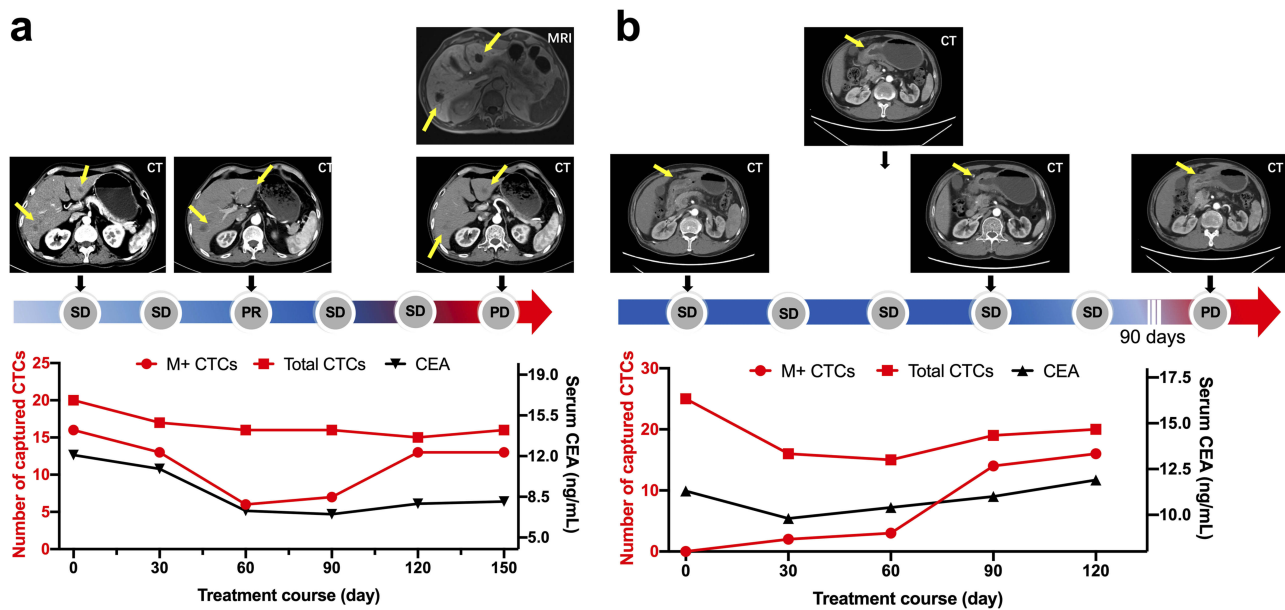 a
MRI
CT
CT
CT
SD
SD
PR
SD
SD
PD
M+ CTCs
Total CTCs
CEA
Number of captured CTCs
25
20
15
10
5
0
Serum CEA (ng/mL)
19.0
15.5
12.0
8.5
5.0
0
30
60
90
120
150
Treatment course (day)
b
CT
CT
CT
CT
SD
SD
SD
SD
SD
PD
90 days
M+ CTCs
Total CTCs
CEA
Number of captured CTCs
30
20
10
0
Serum CEA (ng/mL)
17.5
15.0
12.5
10.0
0
30
60
90
120
Treatment course (day)